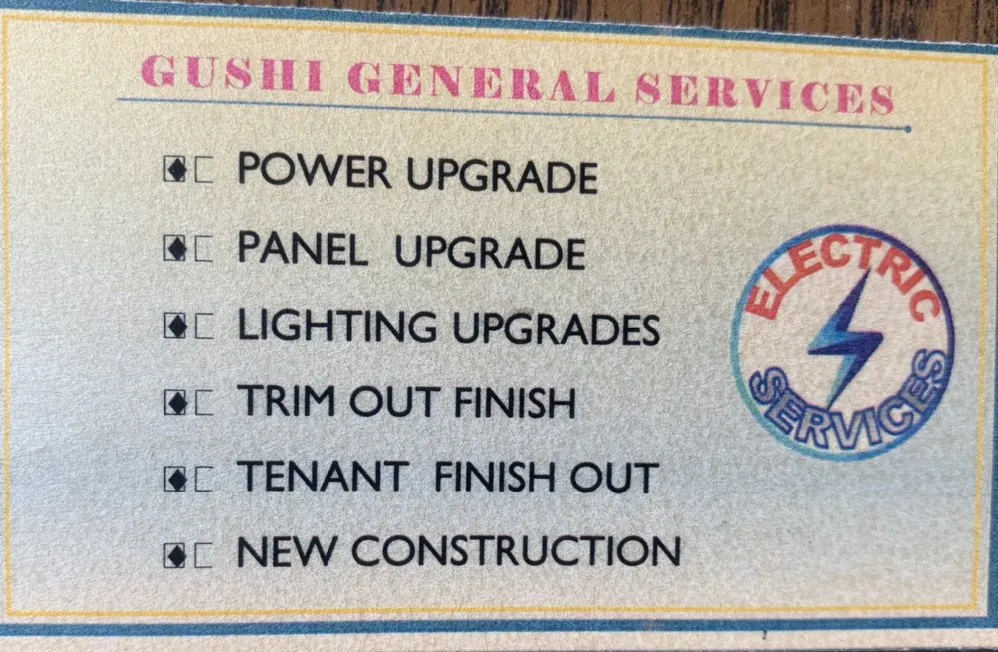 GUSHI GENERAL SERVICES
POWER UPGRADE
PANEL UPGRADE
LIGHTING UPGRADES
TRIM OUT FINISH
TENANT FINISH OUT
NEW CONSTRUCTION
ELECTRIC
SERVICES